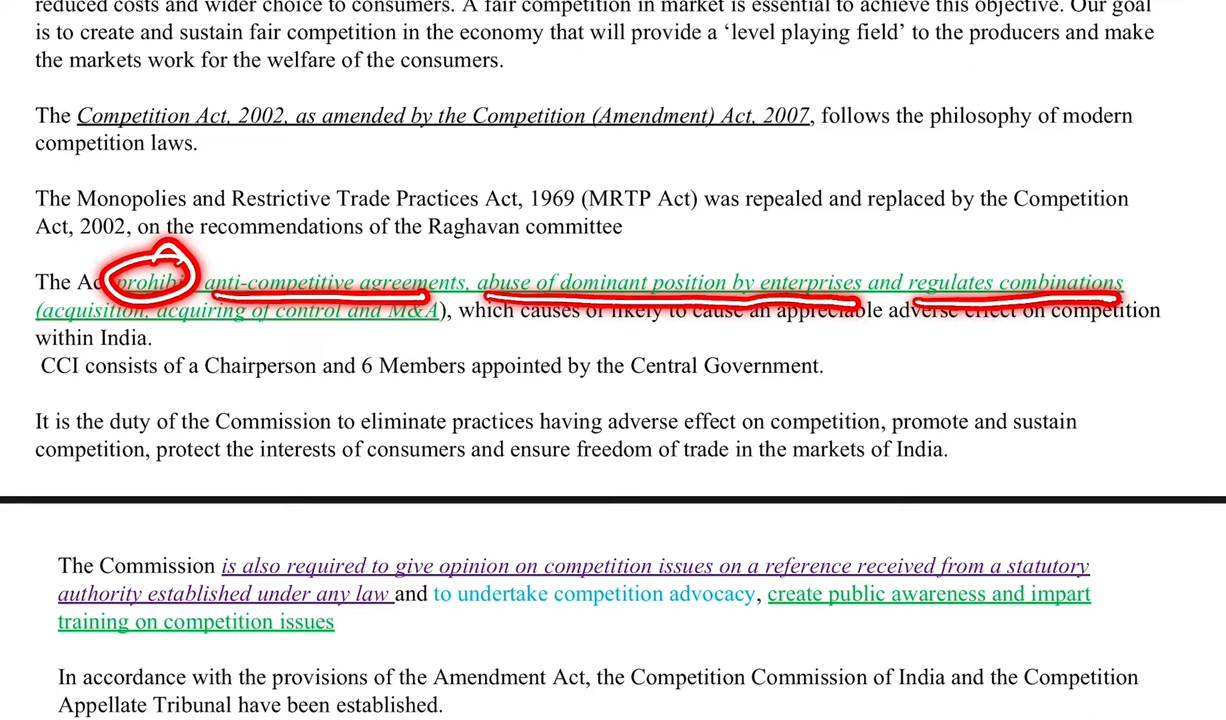 reduced costs and wider choice to consumers. A fair competition in market is essential to achieve this objective. Our goal
is to create and sustain fair competition in the economy that will provide a ‘level playing field’ to the producers and make
the markets work for the welfare of the consumers.
The Competition Act, 2002, as amended by the Competition (Amendment) Act, 2007, follows the philosophy of modern
competition laws.
The Monopolies and Restrictive Trade Practices Act, 1969 (MRTP Act) was repealed and replaced by the Competition
Act, 2002, on the recommendations of the Raghavan committee
The Act prohibits anti-competitive agreements, abuse of dominant position by enterprises and regulates combinations
(acquisition, acquiring of control and M&A), which causes or likely to cause an appreciable adverse effect on competition
within India.
CCI consists of a Chairperson and 6 Members appointed by the Central Government.
It is the duty of the Commission to eliminate practices having adverse effect on competition, promote and sustain
competition, protect the interests of consumers and ensure freedom of trade in the markets of India.
The Commission is also required to give opinion on competition issues on a reference received from a statutory
authority established under any law and to undertake competition advocacy, create public awareness and impart
training on competition issues
In accordance with the provisions of the Amendment Act, the Competition Commission of India and the Competition
Appellate Tribunal have been established.